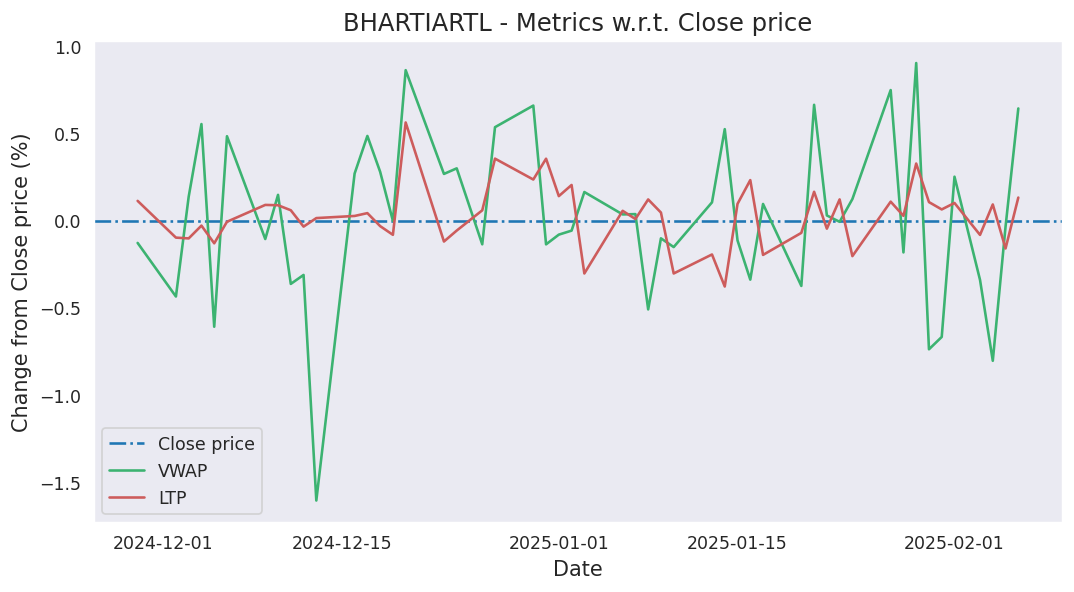 BHARTIARTL - Metrics w.r.t. Close price
Change from Close price (%)
1.0
0.5
0.0
−0.5
−1.0
−1.5
Close price
VWAP
LTP
2024-12-01
2024-12-15
2025-01-01
2025-01-15
2025-02-01
Date